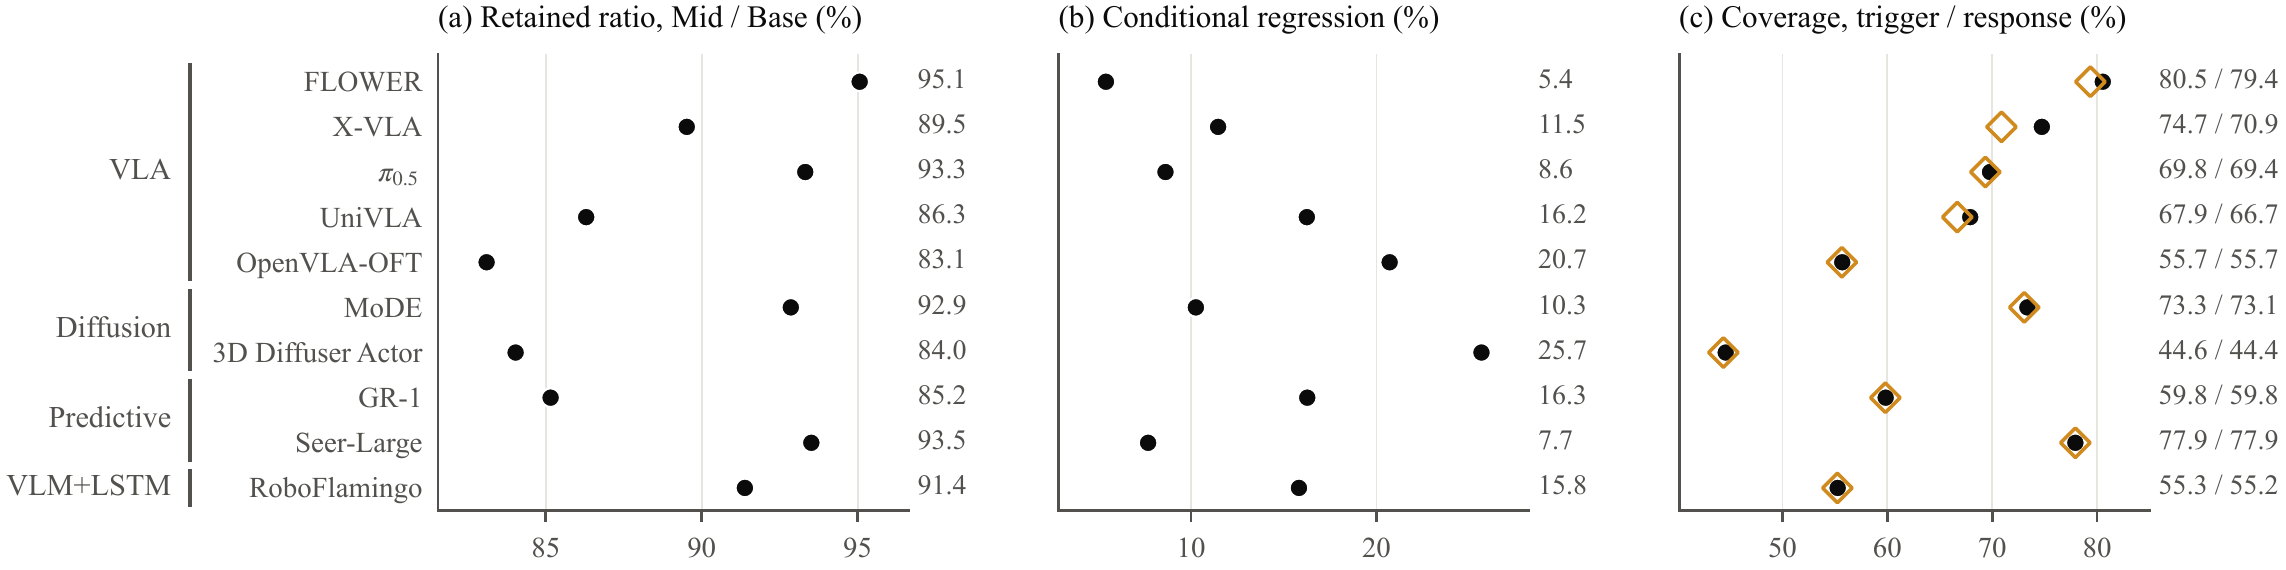 (a) Retained ratio, Mid / Base (%) (b) Conditional regression (%) (c) Coverage, trigger / response (%)
FLOWER 95.1 5.4 80.5 / 79.4
X-VLA 89.5 11.5 74.7 / 70.9
VLA π0.5 93.3 8.6 69.8 / 69.4
UniVLA 86.3 16.2 67.9 / 66.7
OpenVLA-OFT 83.1 20.7 55.7 / 55.7
MoDE 92.9 10.3 73.3 / 73.1
Diffusion
3D Diffuser Actor 84.0 25.7 44.6 / 44.4
GR-1 85.2 16.3 59.8 / 59.8
Predictive
Seer-Large 93.5 7.7 77.9 / 77.9
VLM+LSTM RoboFlamingo 91.4 15.8 55.3 / 55.2
85 90 95 10 20 50 60 70 80